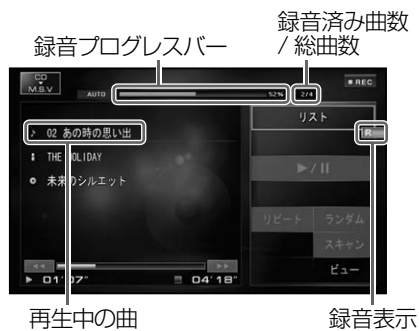 録音済み曲数
/ 総曲数
録音プログレスバー
CD
M.S.V
AUTO
52%
2/4
REC
リスト
02 あの時の思い出
R
THE HOLIDAY
▶/II
未来のシルエット
リピート ランダム
スキャン
01'07"
04'18"
ビュー
再生中の曲
録音表示